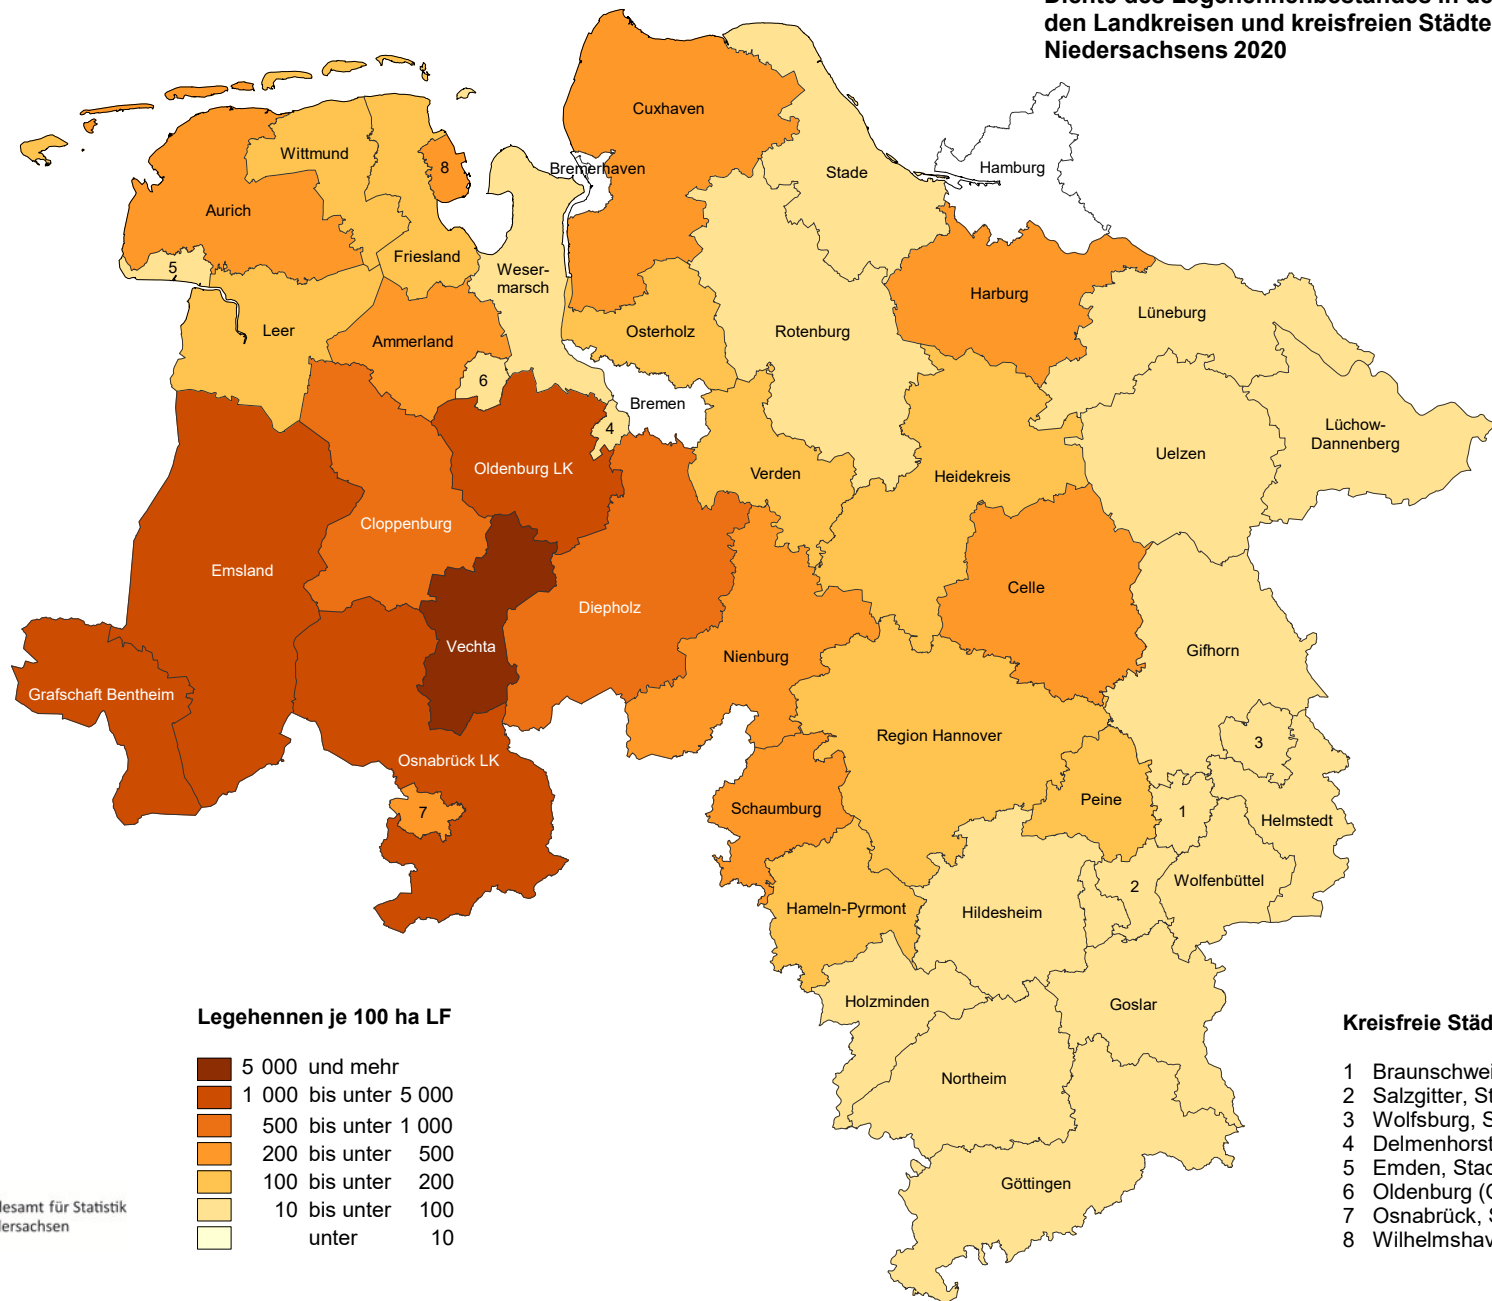 den Landkreisen und kreisfreien Städte
Niedersachsens 2020
Cuxhaven
Wittmund
8
Bremerhaven
Hamburg
Stade
Aurich
Friesland
5
Weser-
marsch
Harburg
Lüneburg
Leer
Ammerland
Osterholz
Rotenburg
6
Bremen
4
Lüchow-
Dannenberg
Uelzen
Oldenburg LK
Verden
Heidekreis
Cloppenburg
Emsland
Celle
Diepholz
Vechta
Nienburg
Gifhorn
Grafschaft Bentheim
Region Hannover
3
Osnabrück LK
Peine
Schaumburg
7
1
Helmstedt
2
Wolfenbüttel
Hameln-Pyrmont
Hildesheim
Holzminden
Goslar
Northeim
Göttingen
Legehennen je 100 ha LF
5 000 und mehr
1 000 bis unter 5 000
500 bis unter 1 000
200 bis unter 500
100 bis unter 200
10 bis unter 100
unter 10
Kreisfreie Städ
1 Braunschwei
2 Salzgitter, St
3 Wolfsburg, S
4 Delmenhorst
5 Emden, Stad
6 Oldenburg (O
7 Osnabrück, S
8 Wilhelmshav
desamt für Statistik
dersachsen